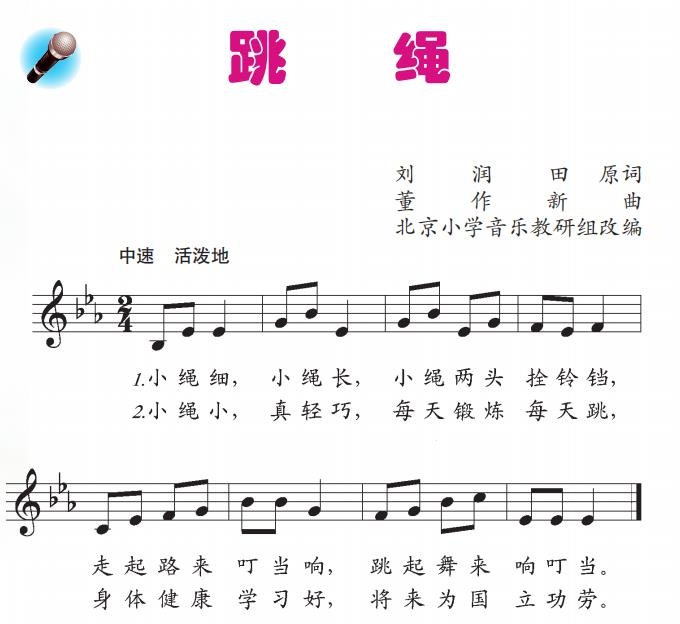 跳 绳
刘 润 田 原词
董 作 新 曲
北京小学音乐教研组改编
中速 活泼地
2
4
1.小 绳 细， 小 绳 长， 小 绳 两 头 拴 铃 铛，
2.小 绳 小， 真 轻 巧， 每 天 锻 炼 每 天 跳，
走 起 路 来 叮 当 响， 跳 起 舞 来 响 叮 当。
身 体 健 康 学 习 好， 将 来 为 国 立 功 劳。